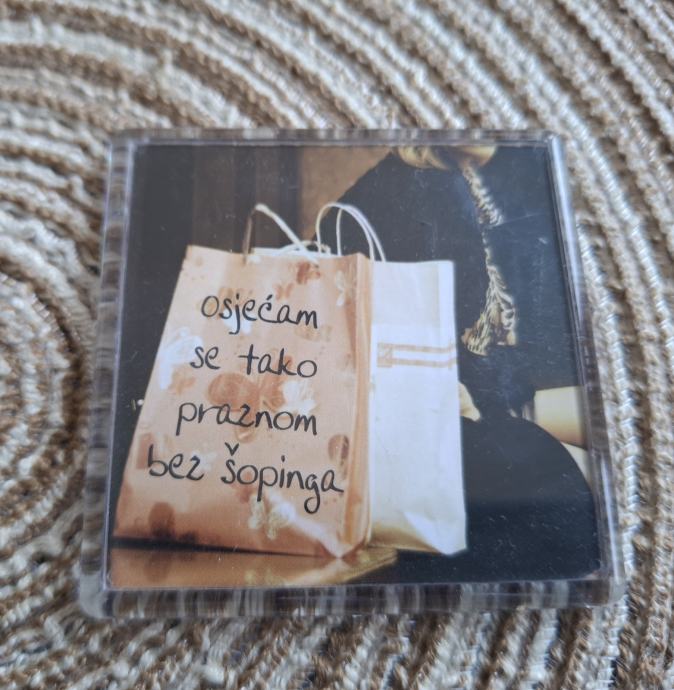 osjećam
se tako
praznom
bez šopinga